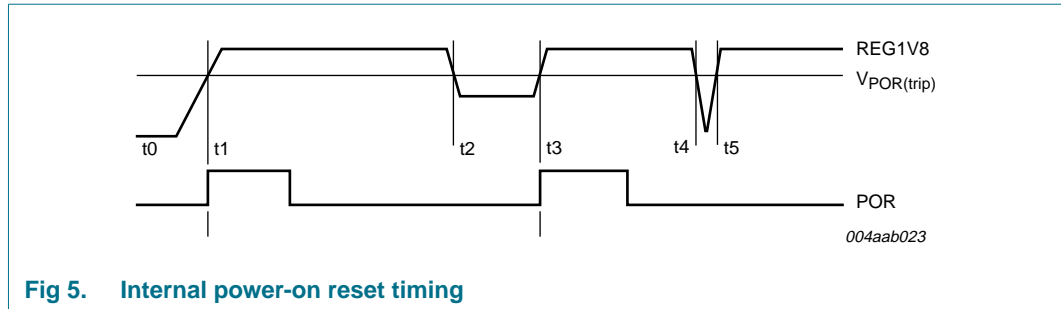 REG1V8
VPOR(trip)
t0 t1 t2 t3 t4 t5
POR
004aab023
Fig 5. Internal power-on reset timing